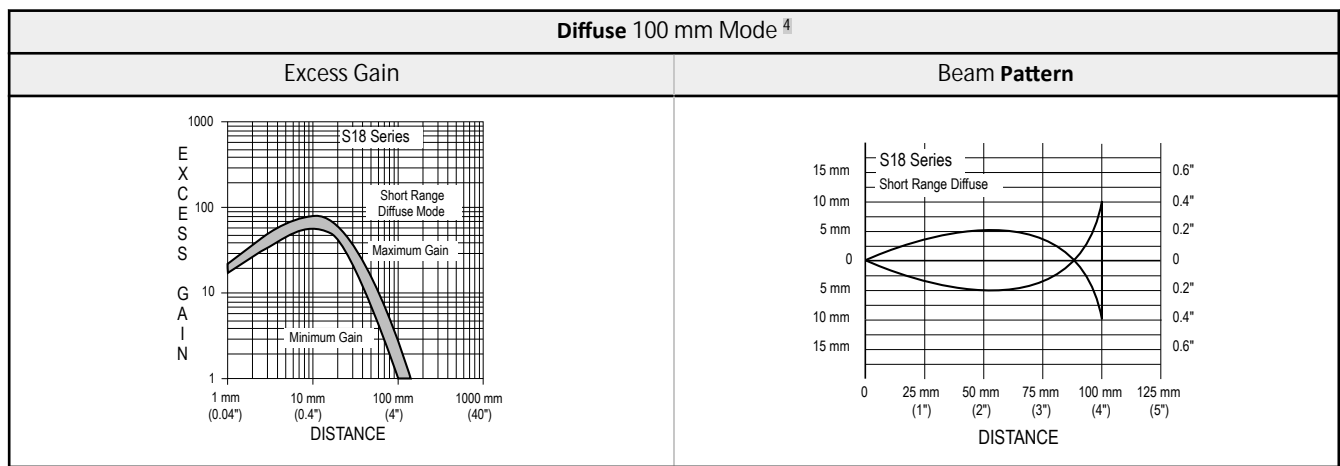 Diffuse 100 mm Mode 4
Excess Gain
Beam Pattern
EXCESS GAIN
1000
100
10
1
S18 Series
Short Range
Diffuse Mode
Maximum Gain
Minimum Gain
1 mm 10 mm 100 mm 1000 mm
(0.04") (0.4") (4") (40")
DISTANCE
S18 Series
Short Range Diffuse
15 mm
10 mm
5 mm
0
5 mm
10 mm
15 mm
0.6"
0.4"
0.2"
0
0.2"
0.4"
0.6"
0 25 mm 50 mm 75 mm 100 mm 125 mm
(1") (2") (3") (4") (5")
DISTANCE